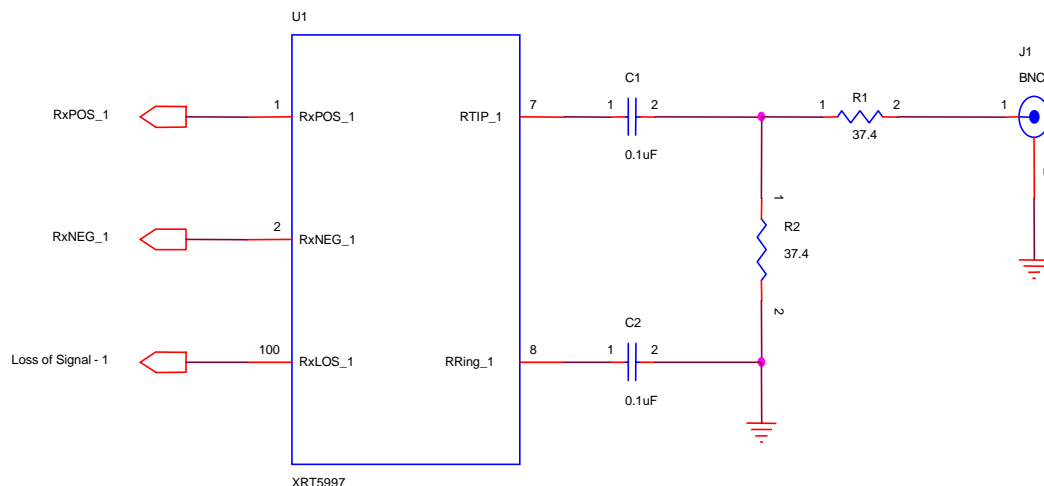 U1
J1
BNC
C1
R1
RxPOS_1
1
RxPOS_1
RTIP_1
7
1
2
1
2
1
37.4
0.1uF
1
R2
37.4
RxNEG_1
2
RxNEG_1
2
C2
Loss of Signal - 1
100
RxLOS_1
RRing_1
8
1
2
0.1uF
XRT5997